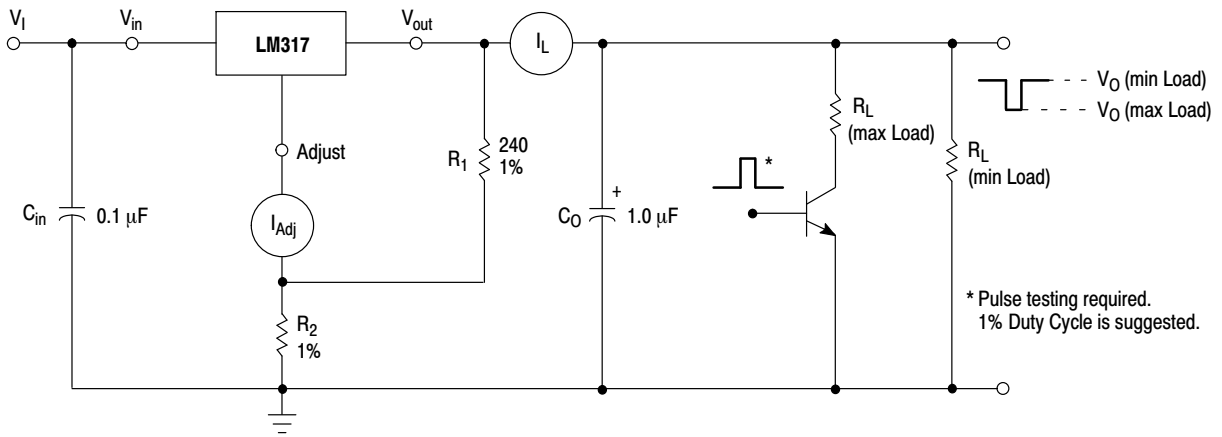 V_I
V_in
LM317
V_out
I_L
V_O (min Load)
V_O (max Load)
R_L
(max Load)
Adjust
R_1
240
1%
*
R_L
(min Load)
C_in
0.1 μF
I_Adj
+
C_O
1.0 μF
R_2
1%
* Pulse testing required.
1% Duty Cycle is suggested.